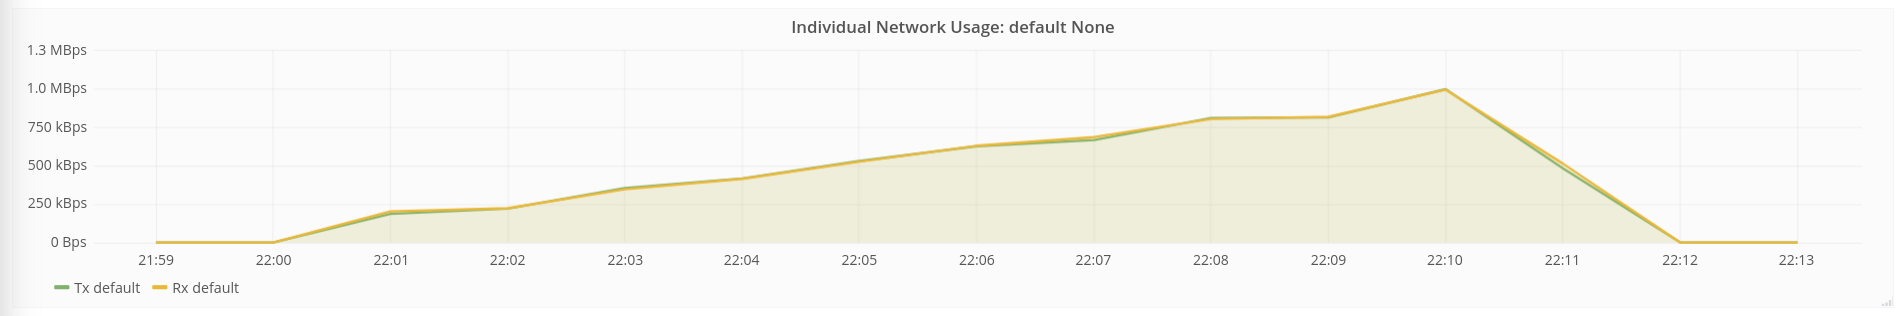 Individual Network Usage: default None
1.3 MBps
1.0 MBps
750 kBps
500 kBps
250 kBps
0 Bps
21:59 22:00 22:01 22:02 22:03 22:04 22:05 22:06 22:07 22:08 22:09 22:10 22:11 22:12 22:13
Tx default Rx default